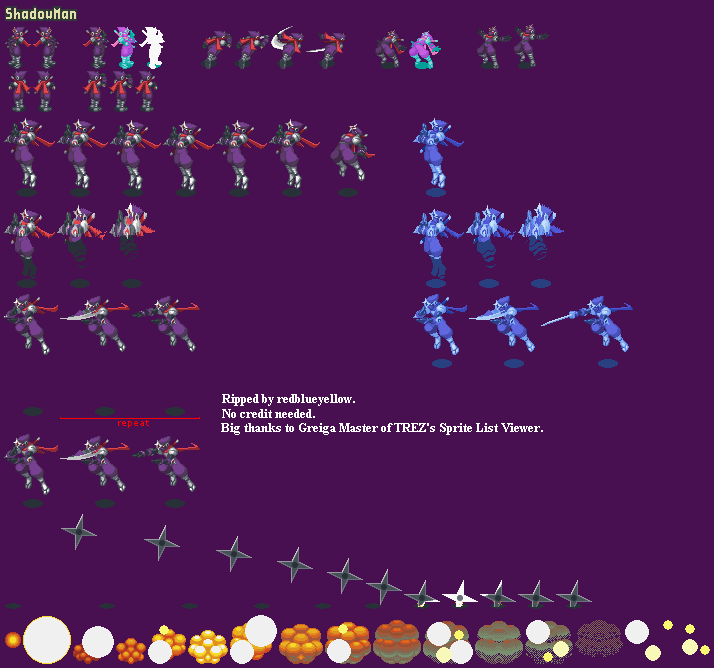 ShadowMan
Ripped by redblueyellow.
No credit needed.
Big thanks to Greiga Master of TREZ's Sprite List Viewer.
repeat